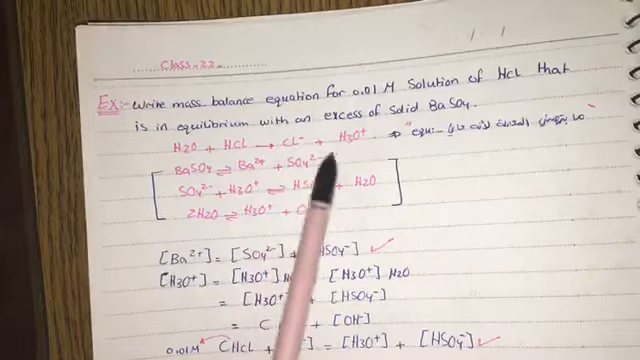 Class-22
Ex:- Write mass balance equation for 0.01 M Solution of HCl that
is in equilibrium with an excess of solid BaSO4.
H2O + HCL → CL⁻ + H3O⁺ ⇒ "equi-
BaSO4 ⇌ Ba²⁺ + SO4²⁻
SO4²⁻ + H3O⁺ ⇌ + H2O
2H2O ⇌ H3O⁺ +
[Ba²⁺] = [SO4²⁻] HSO4⁻] ✓
[H3O⁺] = [H3O⁺] [H3O⁺] H2O
= [H3O⁺] + [HSO4⁻]
= C + [OH⁻]
0.01M CHCL + ⁻] = [H3O⁺] + [HSO4⁻] ✓